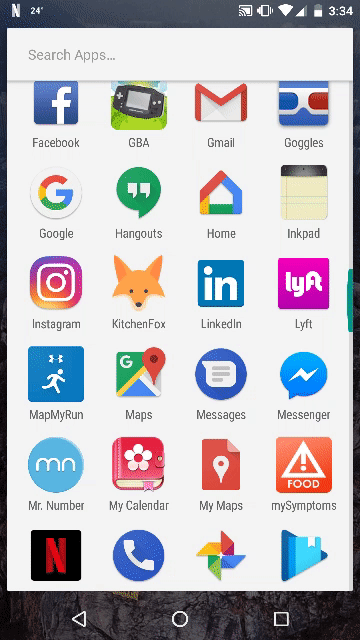 N 24° 3:34
Search Apps...
Facebook GBA Gmail Goggles
Google Hangouts Home Inkpad
in lyft
Instagram KitchenFox LinkedIn Lyft
G
MapMyRun Maps Messages Messenger
mn FOOD
Mr. Number My Calendar My Maps mySymptoms
N